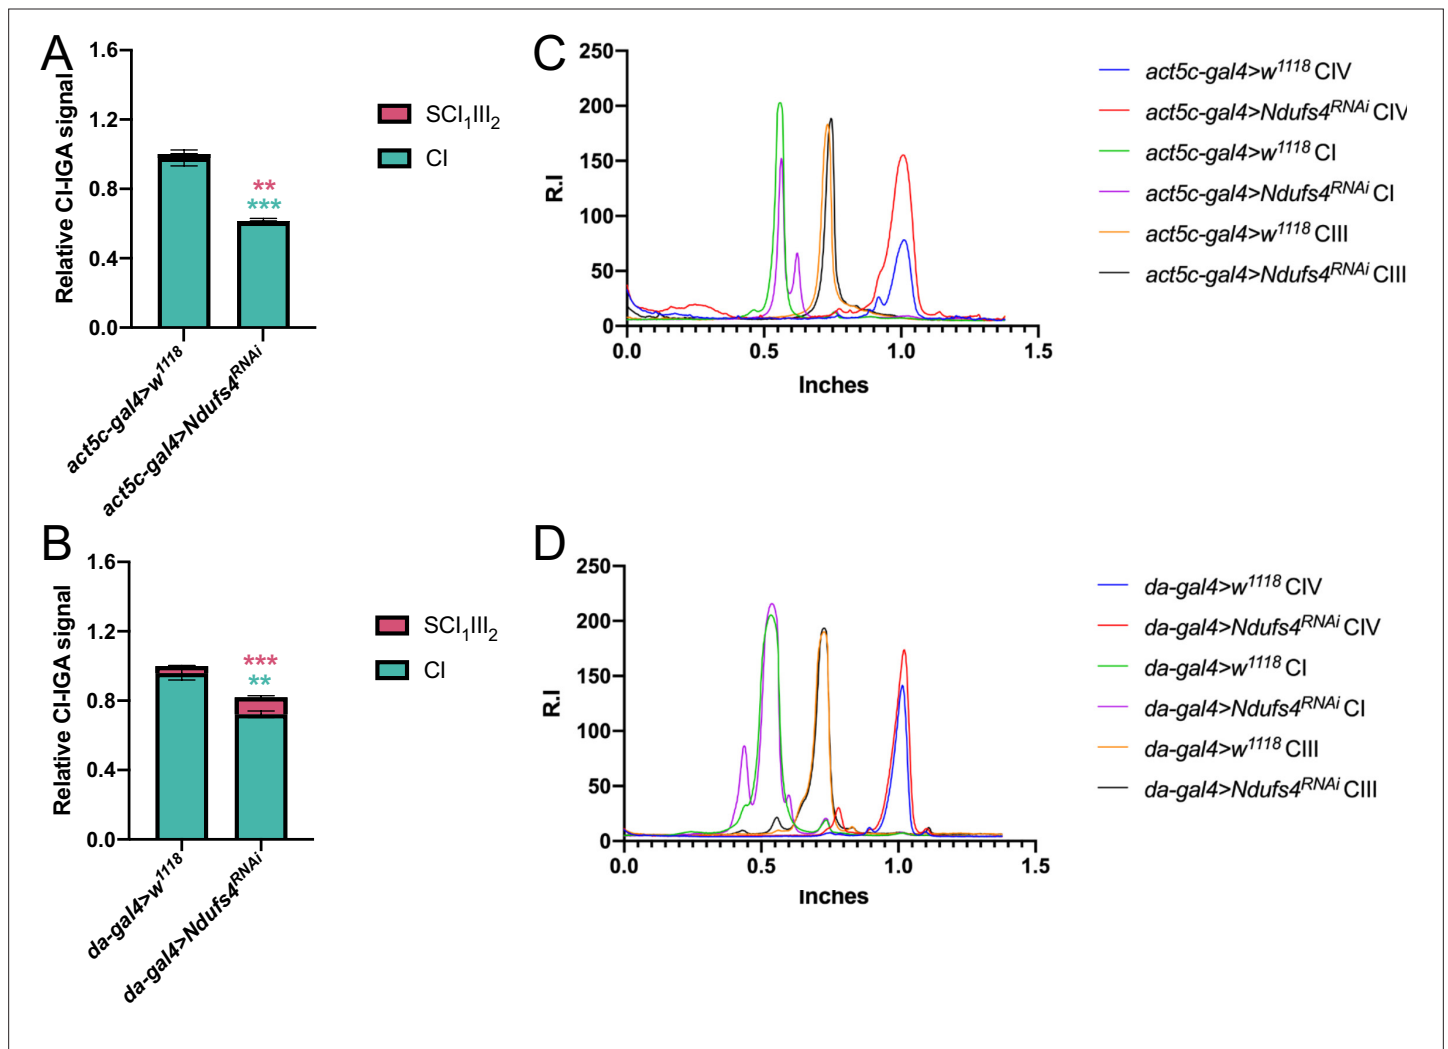 A
Relative CI-IGA signal
1.6
1.2
0.8
0.4
0.0
**
***
act5c-gal4>w1118
act5c-gal4>Ndufs4RNAi
SCI1III2
CI
C
R.I
250
200
150
100
50
0
0.0 0.5 1.0 1.5
Inches
act5c-gal4>w1118 CIV
act5c-gal4>Ndufs4RNAi CIV
act5c-gal4>w1118 CI
act5c-gal4>Ndufs4RNAi CI
act5c-gal4>w1118 CIII
act5c-gal4>Ndufs4RNAi CIII
B
Relative CI-IGA signal
1.6
1.2
0.8
0.4
0.0
***
**
da-gal4>w1118
da-gal4>Ndufs4RNAi
SCI1III2
CI
D
R.I
250
200
150
100
50
0
0.0 0.5 1.0 1.5
Inches
da-gal4>w1118 CIV
da-gal4>Ndufs4RNAi CIV
da-gal4>w1118 CI
da-gal4>Ndufs4RNAi CI
da-gal4>w1118 CIII
da-gal4>Ndufs4RNAi CIII